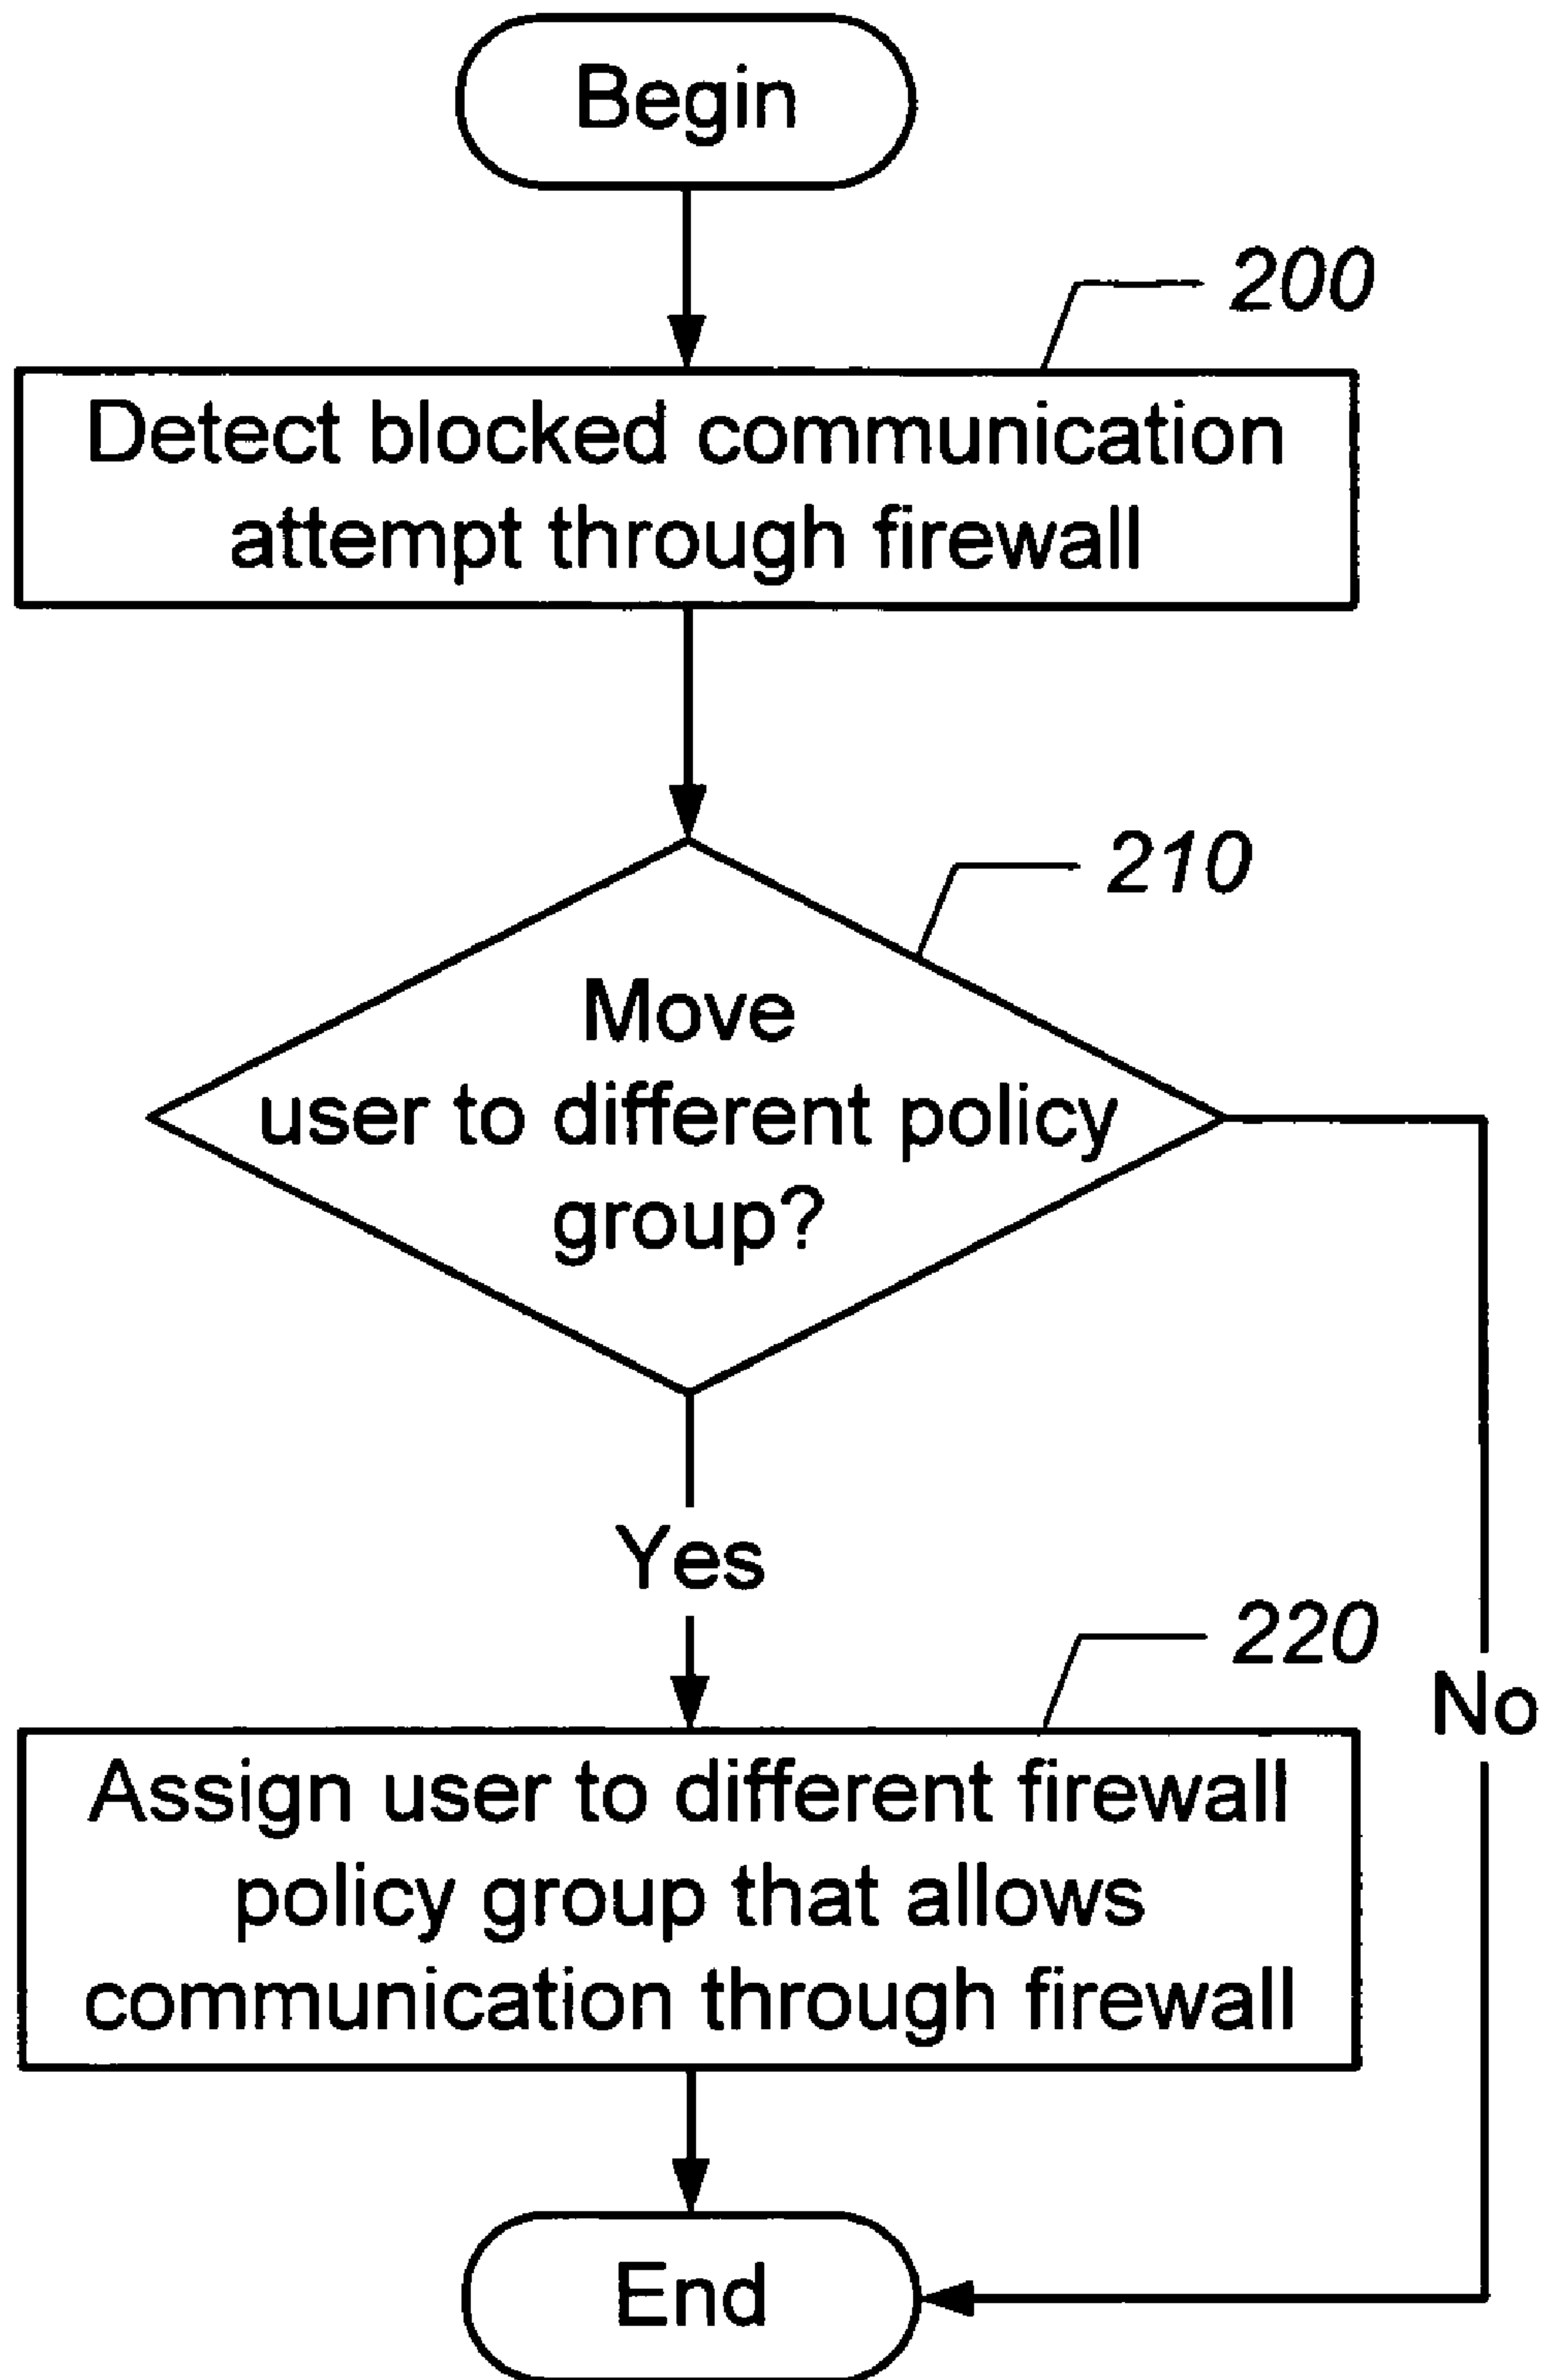 Begin
200
Detect blocked communication
attempt through firewall
210
Move
user to different policy
group?
Yes
220
No
Assign user to different firewall
policy group that allows
communication through firewall
End